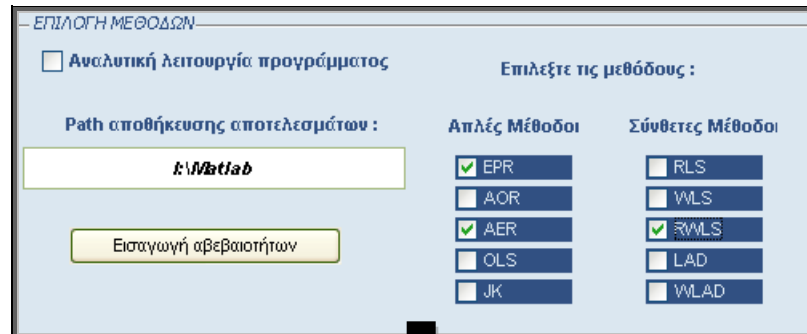 ΕΠΙΛΟΓΗ ΜΕΘΟΔΩΝ
Αναλυτική λειτουργία προγράμματος
Επιλεξτε τις μεθόδους :
Path αποθήκευσης αποτελεσμάτων :
Απλές Μέθοδοι
Σύνθετες Μέθοδοι
I:\Matlab
Εισαγωγή αβεβαιοτήτων
EPR
AOR
AER
OLS
JK
RLS
WLS
RWLS
LAD
WLAD